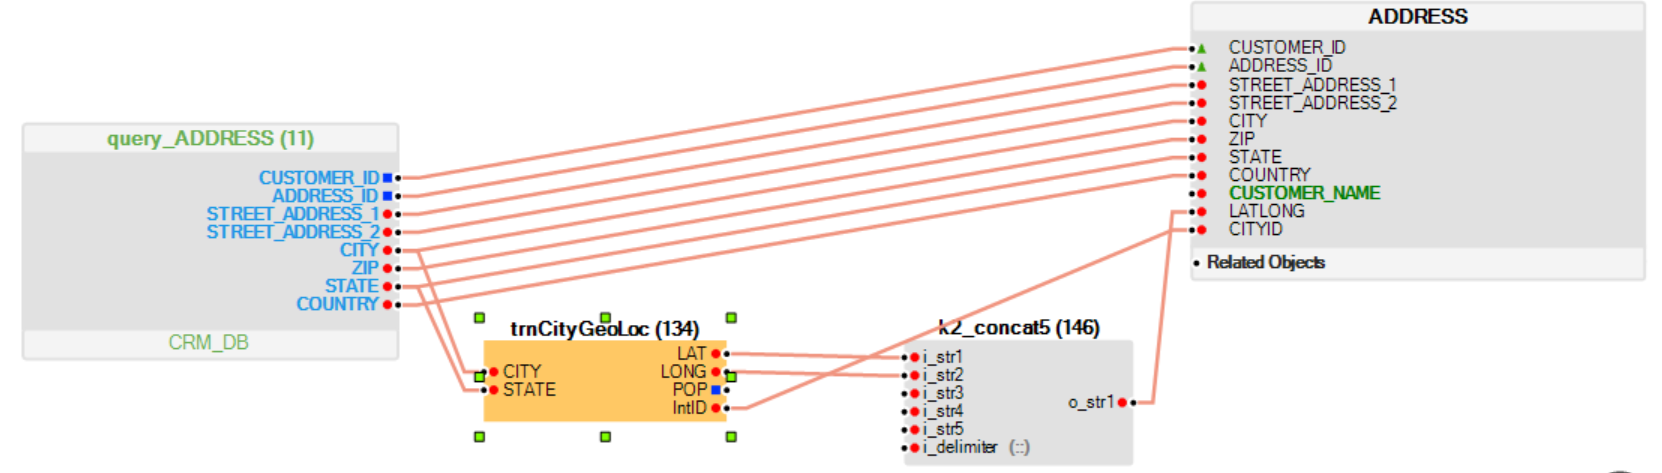 ADDRESS
CUSTOMER_ID
ADDRESS_ID
STREET_ADDRESS_1
STREET_ADDRESS_2
CITY
ZIP
STATE
COUNTRY
CUSTOMER_NAME
LATLONG
CITYID
Related Objects
query_ADDRESS (11)
CUSTOMER_ID
ADDRESS_ID
STREET_ADDRESS_1
STREET_ADDRESS_2
CITY
ZIP
STATE
COUNTRY
CRM_DB
trnCityGeoLoc (134)
CITY
STATE
LAT
LONG
POP
IntID
k2_concat5 (146)
i_str1
i_str2
i_str3
i_str4
i_str5
i_delimiter (::)
o_str1